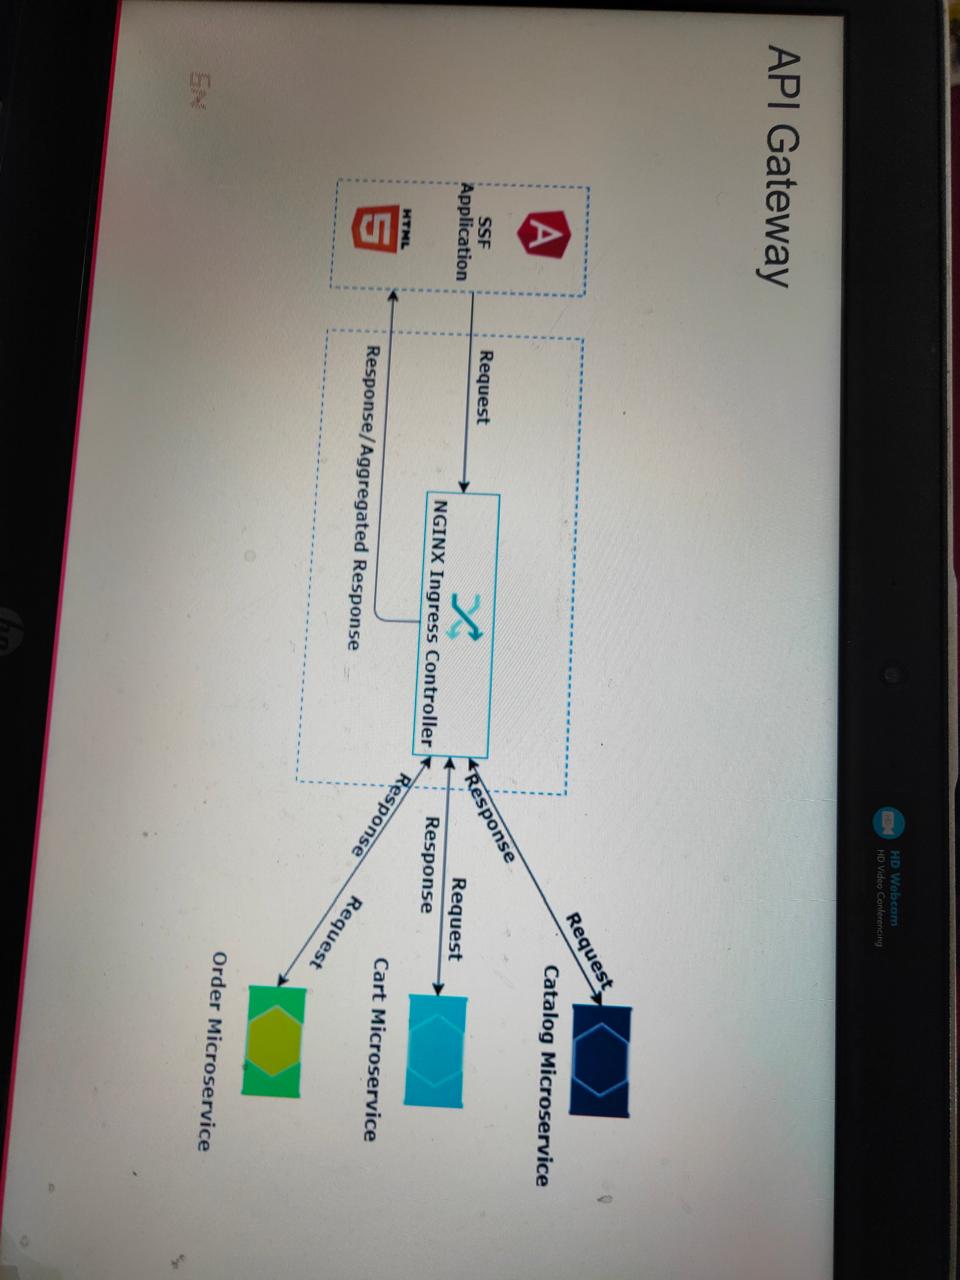 HD Webcam
HD Video Conferencing
API Gateway
A
SSF
Application
HTML
5
Request
NGINX Ingress Controller
Response/Aggregated Response
Request
Response
Catalog Microservice
Request
Response
Cart Microservice
Response
Request
Order Microservice
hp